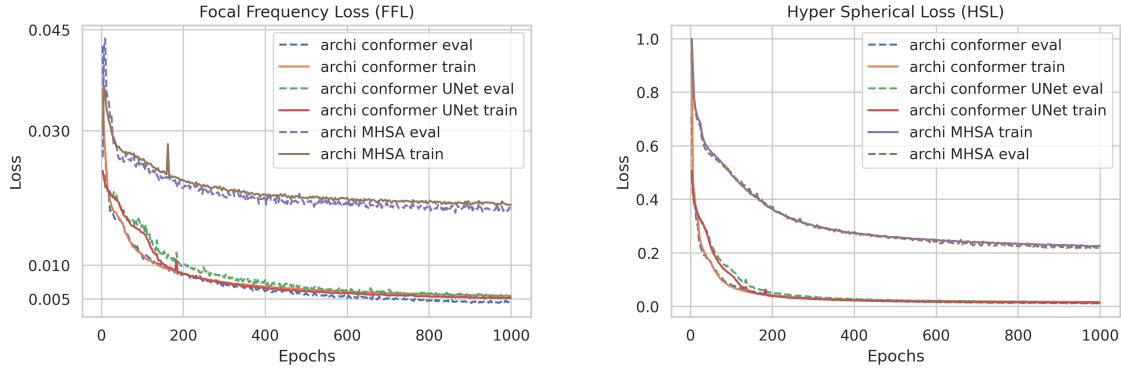 Focal Frequency Loss (FFL)
0.045
0.030
0.010
0.005
Loss
archi conformer eval
archi conformer train
archi conformer UNet eval
archi conformer UNet train
archi MHSA eval
archi MHSA train
0 200 400 600 800 1000
Epochs
Hyper Spherical Loss (HSL)
1.0
0.8
0.6
0.4
0.2
0.0
Loss
archi conformer eval
archi conformer train
archi conformer UNet eval
archi conformer UNet train
archi MHSA train
archi MHSA eval
0 200 400 600 800 1000
Epochs